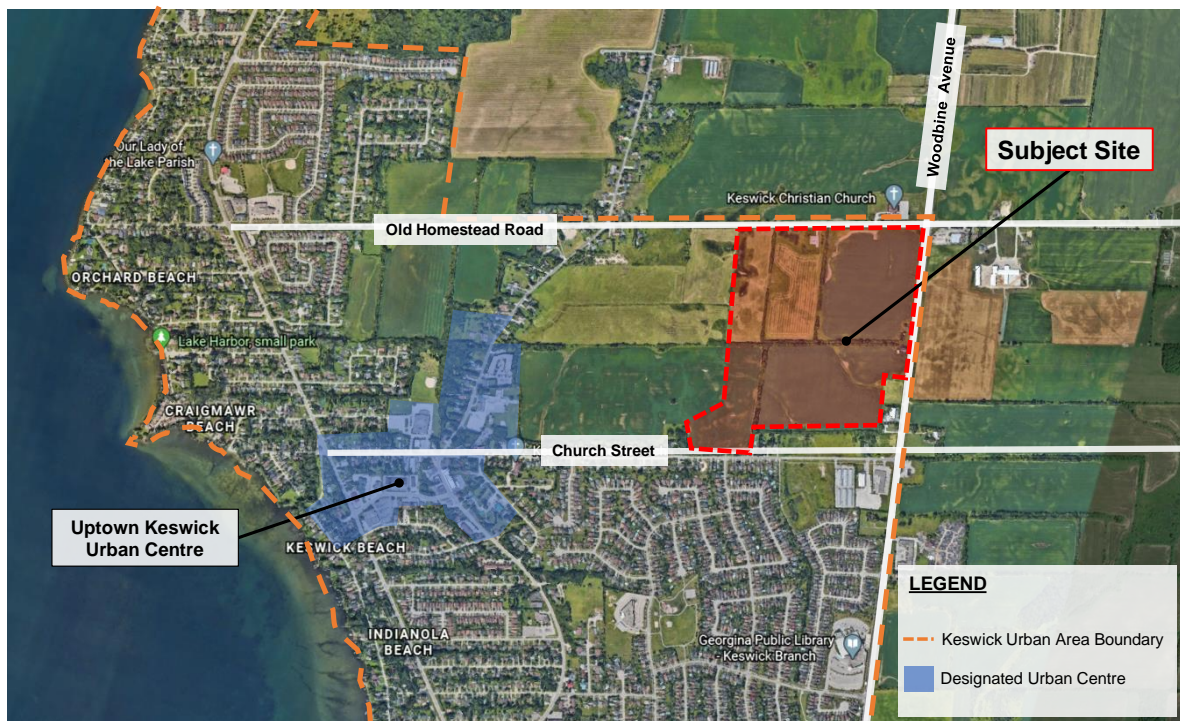 Woodbine Avenue
Our Lady of
the Lake Parish
Subject Site
Keswick Christian Church
Old Homestead Road
ORCHARD BEACH
Lake Harbor, small park
CRAIGMAWR
BEACH
Church Street
Uptown Keswick
Urban Centre
KESWICK BEACH
INDIANOLA
BEACH
Georgina Public Library
- Keswick Branch
LEGEND
Keswick Urban Area Boundary
Designated Urban Centre